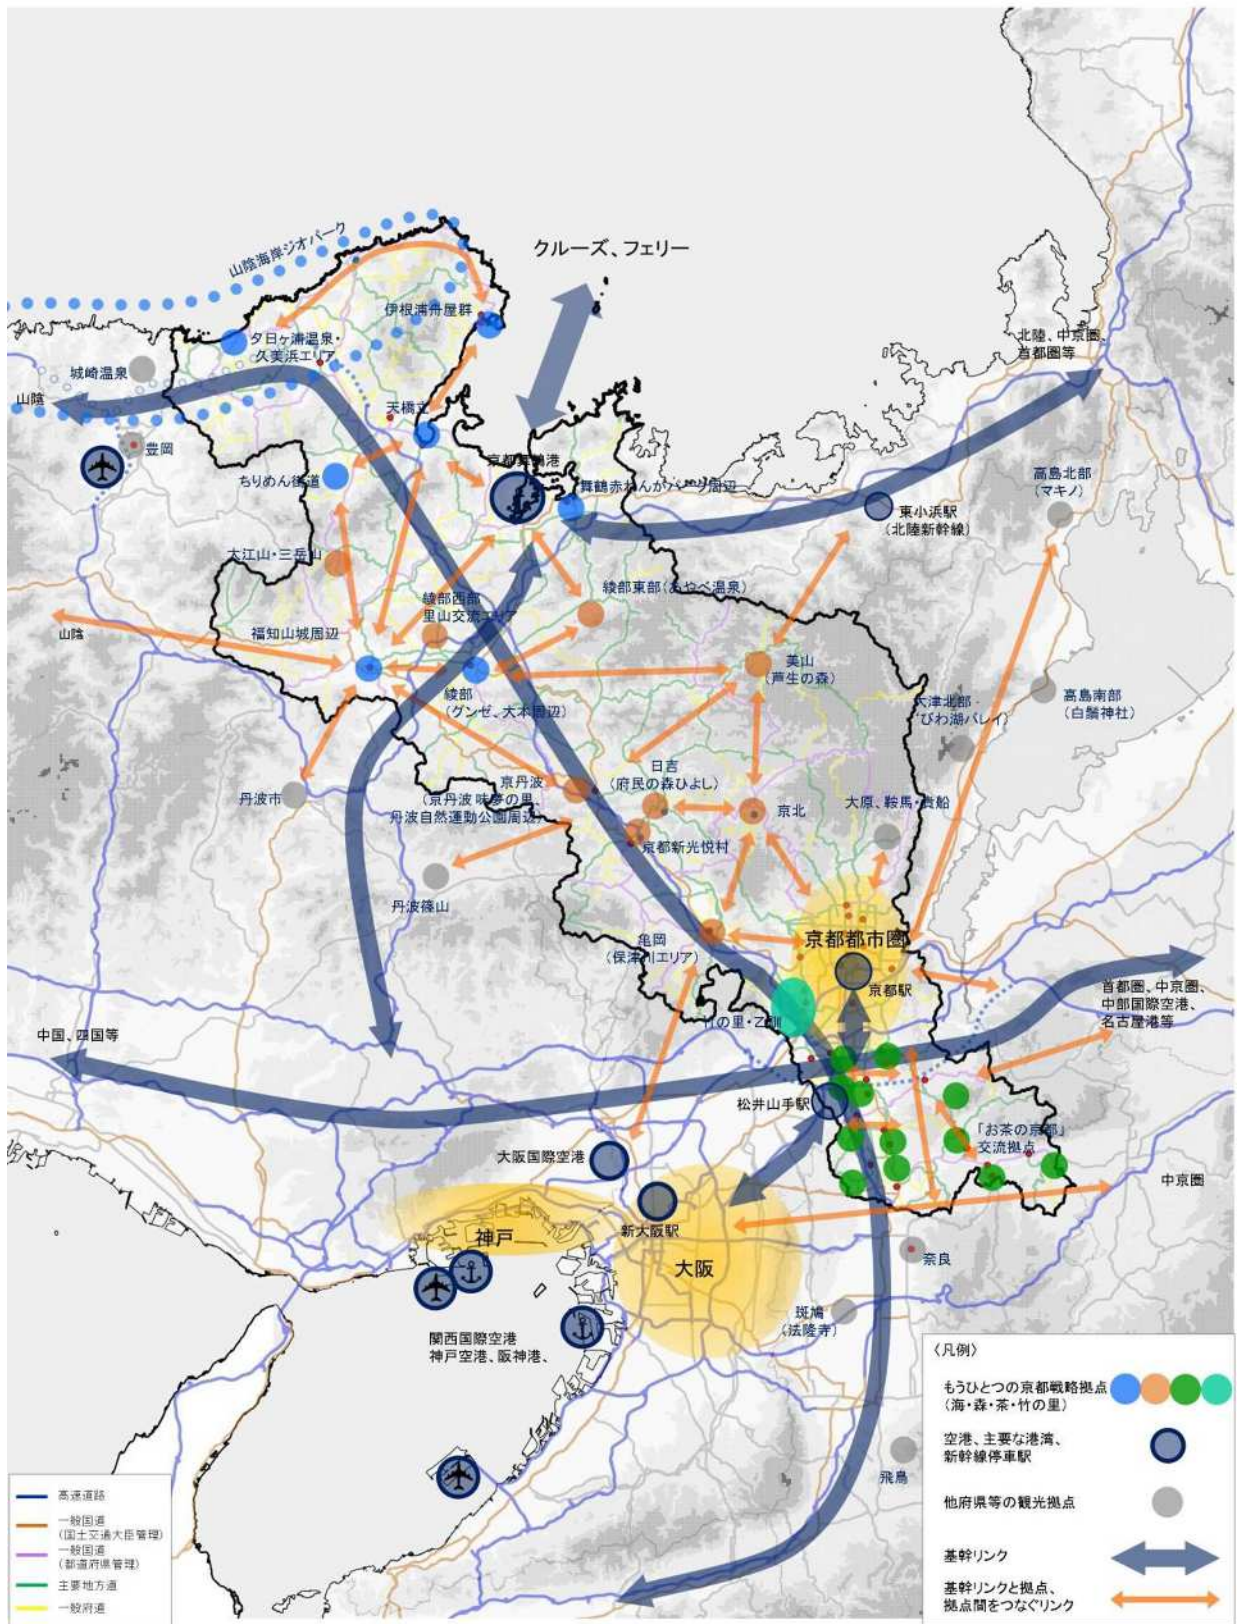 クルーズ、フェリー
山陰海岸ジオパーク
伊根浦舟屋群
夕日ヶ浦温泉・
久美浜エリア
北陸、中京圏、
首都圏等
城崎温泉
山陰
天橋立
豊岡
京都舞鶴港
ちりめん街道
舞鶴赤れんがパーク周辺
高島北部
(マキノ)
東小浜駅
(北陸新幹線)
大江山・三岳山
綾部東部(あやべ温泉)
綾部西部
里山交流エリア
山陰
福知山城周辺
美山
(芦生の森)
綾部
(グンゼ、大本周辺)
大津北部・
びわ湖バレイ)
高島南部
(白鬚神社)
丹波市
京丹波
(京丹波 味夢の里、
丹波自然運動公園周辺)
日吉
(府民の森ひよし)
京北
大原、鞍馬・貴船
京都新光悦村
丹波篠山
亀岡
(保津川エリア)
京都都市圏
京都駅
首都圏、中京圏、
中部国際空港、
名古屋港等
竹の里・乙訓
中国、四国等
松井山手駅
「お茶の京都」
交流拠点
大阪国際空港
中京圏
新大阪駅
神戸
大阪
奈良
斑鳩
(法隆寺)
関西国際空港
神戸空港、阪神港、
飛鳥
〈凡例〉
もうひとつの京都戦略拠点
(海・森・茶・竹の里)
空港、主要な港湾、
新幹線停車駅
他府県等の観光拠点
基幹リンク
基幹リンクと拠点、
拠点間をつなぐリンク
高速道路
一般国道
(国土交通大臣管理)
一般国道
(都道府県管理)
主要地方道
一般府道